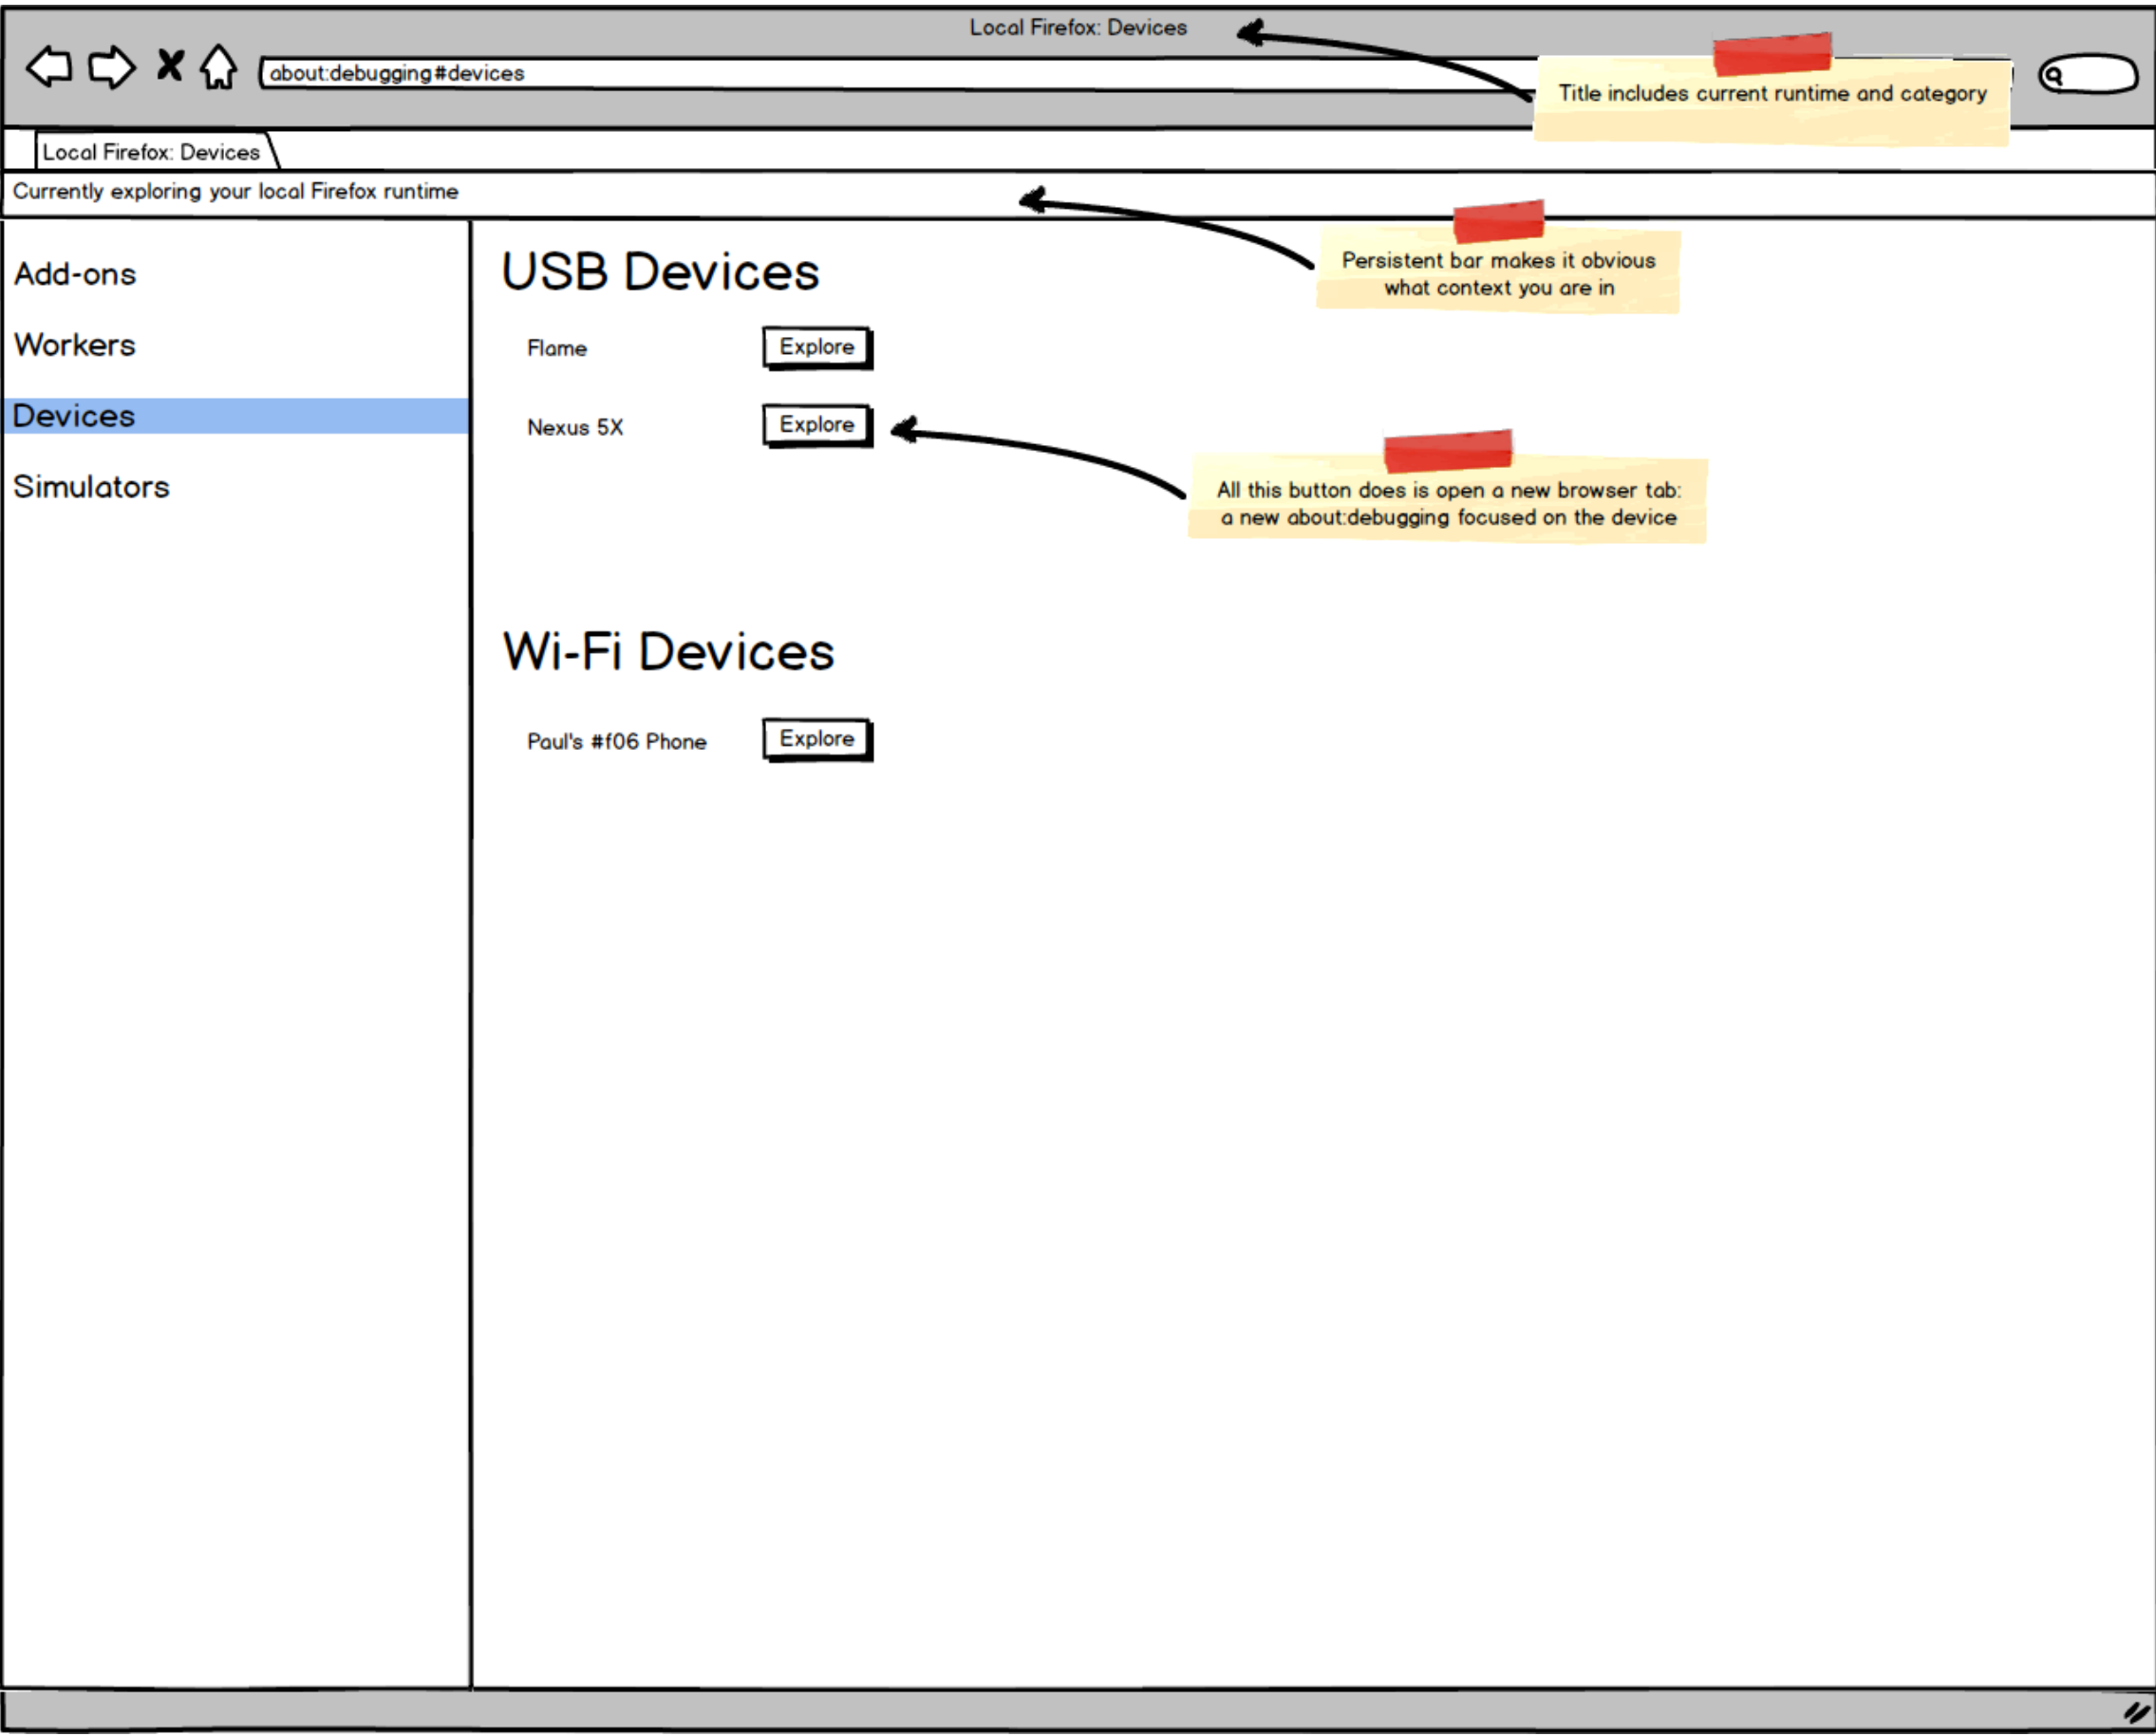 Local Firefox: Devices
about:debugging#devices
Title includes current runtime and category
Local Firefox: Devices
Currently exploring your local Firefox runtime
Persistent bar makes it obvious
what context you are in
Add-ons
Workers
Devices
Simulators
USB Devices
Flame
Explore
Nexus 5X
Explore
All this button does is open a new browser tab:
a new about:debugging focused on the device
Wi-Fi Devices
Paul's #f06 Phone
Explore